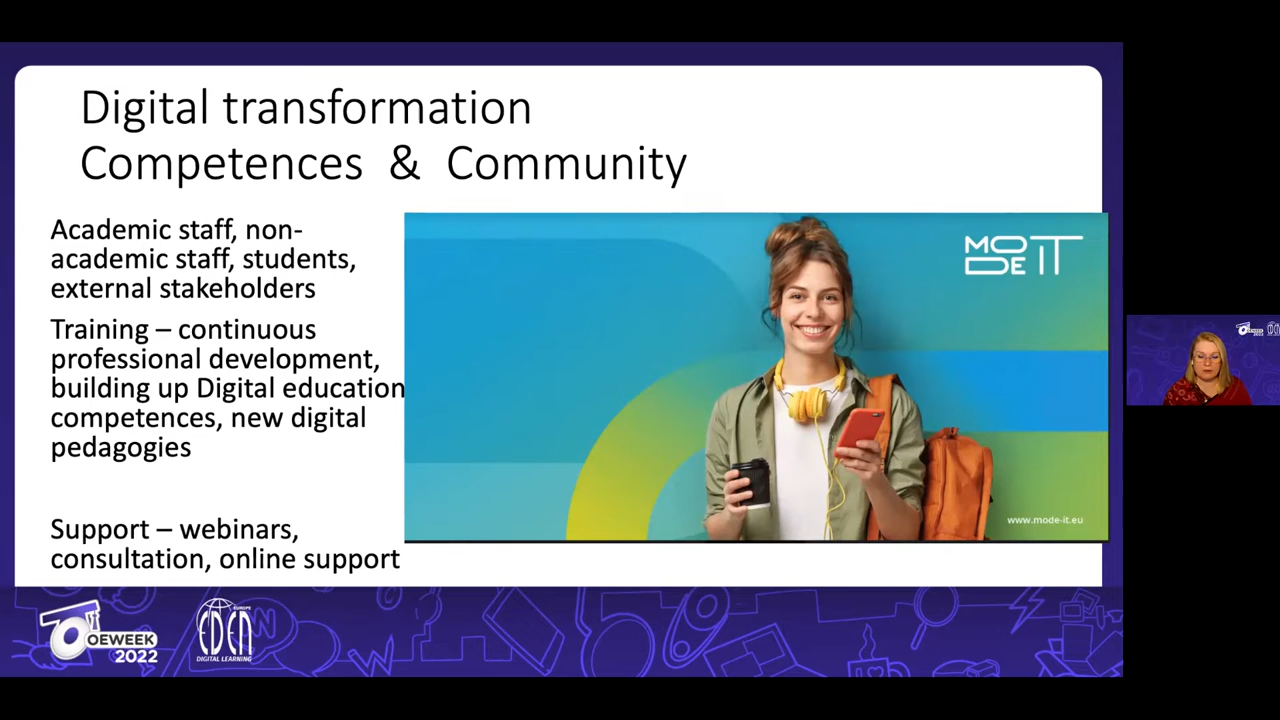 Digital transformation
Competences & Community
Academic staff, non-
academic staff, students,
external stakeholders
Training – continuous
professional development,
building up Digital education
competences, new digital
pedagogies
Support – webinars,
consultation, online support
MODE IT
www.mode-it.eu
OEWEEK
2022
EDEN
EUROPE
DIGITAL LEARNING